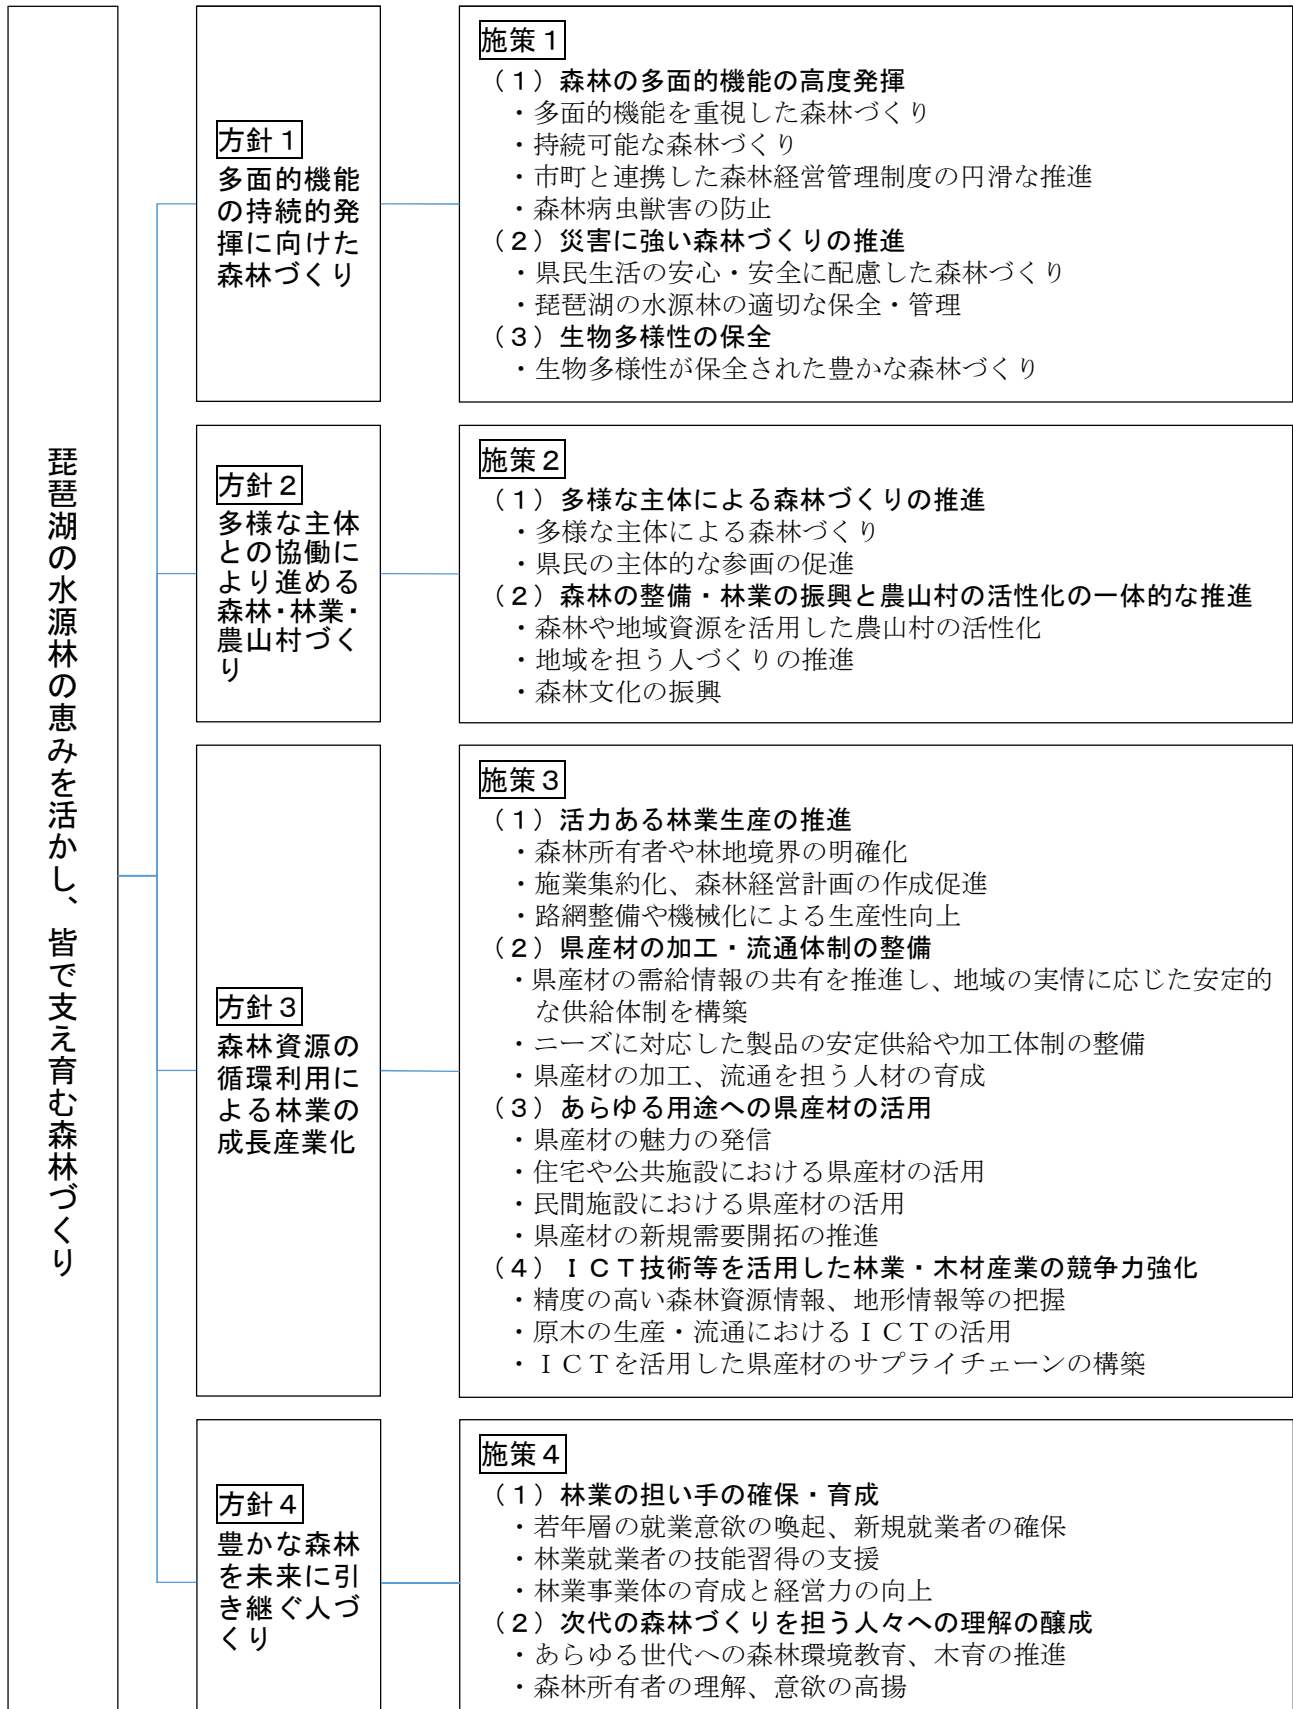 琵琶湖の水源林の恵みを活かし、皆で支え育む森林づくり
方針１
多面的機能
の持続的発
揮に向けた
森林づくり
施策１
（１）森林の多面的機能の高度発揮
・多面的機能を重視した森林づくり
・持続可能な森林づくり
・市町と連携した森林経営管理制度の円滑な推進
・森林病虫獣害の防止
（２）災害に強い森林づくりの推進
・県民生活の安心・安全に配慮した森林づくり
・琵琶湖の水源林の適切な保全・管理
（３）生物多様性の保全
・生物多様性が保全された豊かな森林づくり
方針２
多様な主体
との協働に
より進める
森林・林業・
農山村づく
り
施策２
（１）多様な主体による森林づくりの推進
・多様な主体による森林づくり
・県民の主体的な参画の促進
（２）森林の整備・林業の振興と農山村の活性化の一体的な推進
・森林や地域資源を活用した農山村の活性化
・地域を担う人づくりの推進
・森林文化の振興
方針３
森林資源の
循環利用に
よる林業の
成長産業化
施策３
（１）活力ある林業生産の推進
・森林所有者や林地境界の明確化
・施業集約化、森林経営計画の作成促進
・路網整備や機械化による生産性向上
（２）県産材の加工・流通体制の整備
・県産材の需給情報の共有を推進し、地域の実情に応じた安定的
な供給体制を構築
・ニーズに対応した製品の安定供給や加工体制の整備
・県産材の加工、流通を担う人材の育成
（３）あらゆる用途への県産材の活用
・県産材の魅力の発信
・住宅や公共施設における県産材の活用
・民間施設における県産材の活用
・県産材の新規需要開拓の推進
（４）ＩＣＴ技術等を活用した林業・木材産業の競争力強化
・精度の高い森林資源情報、地形情報等の把握
・原木の生産・流通におけるＩＣＴの活用
・ＩＣＴを活用した県産材のサプライチェーンの構築
方針４
豊かな森林
を未来に引
き継ぐ人づ
くり
施策４
（１）林業の担い手の確保・育成
・若年層の就業意欲の喚起、新規就業者の確保
・林業就業者の技能習得の支援
・林業事業体の育成と経営力の向上
（２）次代の森林づくりを担う人々への理解の醸成
・あらゆる世代への森林環境教育、木育の推進
・森林所有者の理解、意欲の高揚